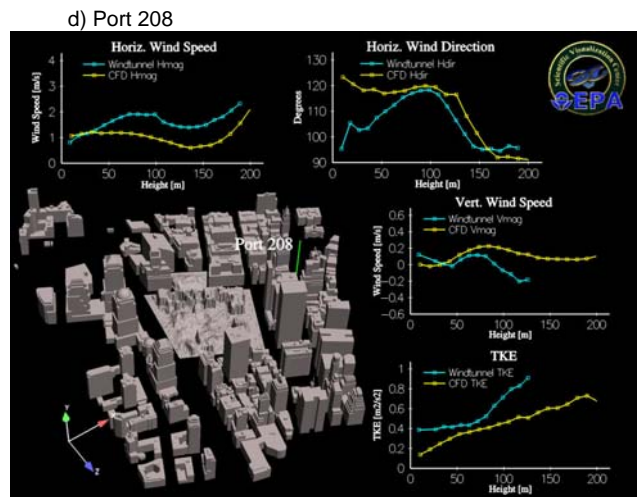 d) Port 208
Horiz. Wind Speed
Windtunnel Hmag
CFD Hmag
Wind Speed [m/s]
4
3
2
1
0
0 50 100 150 200
Height [m]
Horiz. Wind Direction
Windtunnel Hdir
CFD Hdir
Degrees
130
120
110
100
90
0 50 100 150 200
Height [m]
Scientific Visualization Center
EPA
Port 208
Vert. Wind Speed
Windtunnel Vmag
CFD Vmag
Wind Speed [m/s]
0.6
0.4
0.2
0
-0.2
-0.4
-0.6
0 50 100 150 200
Height [m]
TKE
Windtunnel TKE
CFD TKE
TKE [m2/s2]
1
0.8
0.6
0.4
0.2
0
0 50 100 150 200
Height [m]
Y
Z